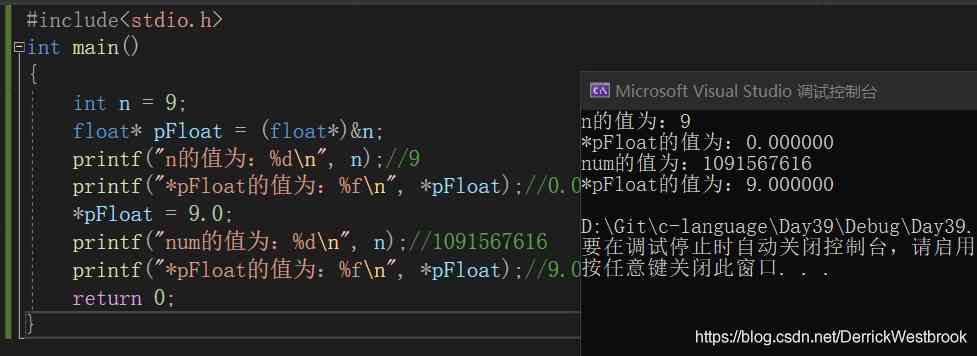 #include<stdio.h>
int main()
{
int n = 9;
float* pFloat = (float*)&n;
printf("n的值为：%d\n", n);//9
printf("*pFloat的值为：%f\n", *pFloat);//0.0
*pFloat = 9.0;
printf("num的值为：%d\n", n);//1091567616
printf("*pFloat的值为：%f\n", *pFloat);//9.0
return 0;
}
Microsoft Visual Studio 调试控制台
n的值为：9
*pFloat的值为：0.000000
num的值为：1091567616
*pFloat的值为：9.000000
D:\Git\c-language\Day39\Debug\Day39.
要在调试停止时自动关闭控制台，请启用
按任意键关闭此窗口. . .
https://blog.csdn.net/DerrickWestbrook